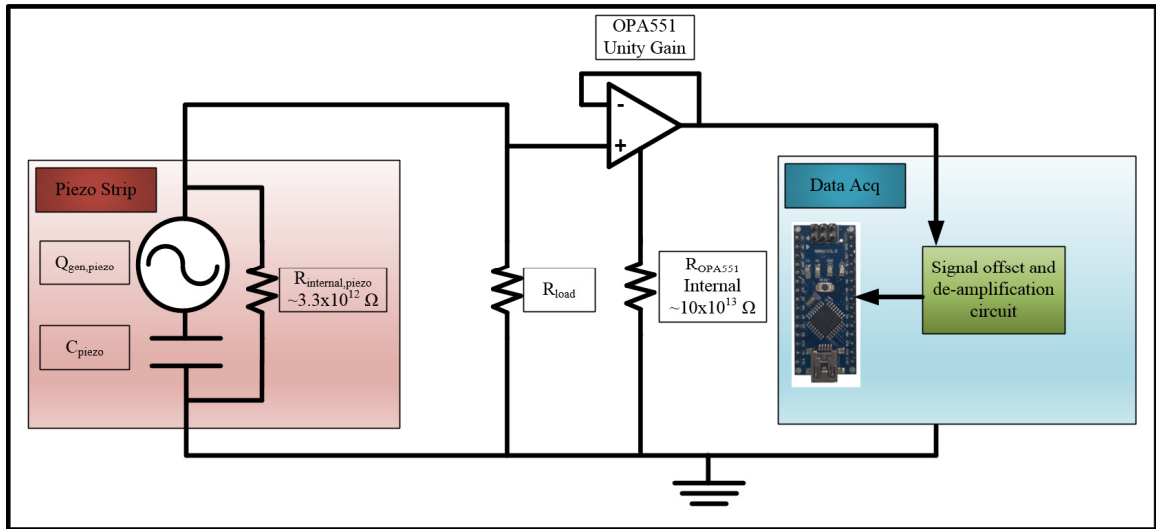 OPA551
Unity Gain
-
+
Piezo Strip
Q_gen,piezo
R_internal,piezo
~3.3x10^12 Ω
C_piezo
R_load
R_OPA551
Internal
~10x10^13 Ω
Data Acq
Signal offset and
de-amplification
circuit